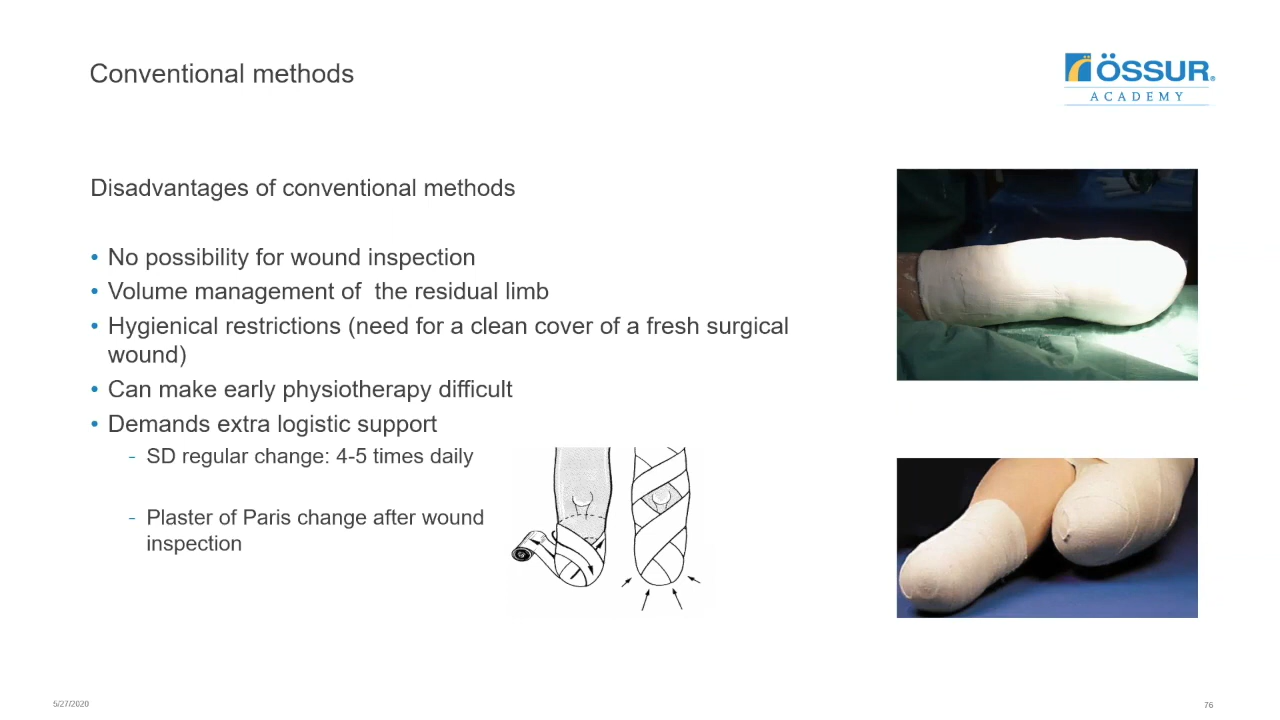 Conventional methods
ÖSSUR®
ACADEMY
Disadvantages of conventional methods
• No possibility for wound inspection
• Volume management of  the residual limb
• Hygienical restrictions (need for a clean cover of a fresh surgical
wound)
• Can make early physiotherapy difficult
• Demands extra logistic support
- SD regular change: 4-5 times daily
- Plaster of Paris change after wound
inspection
5/27/2020
76